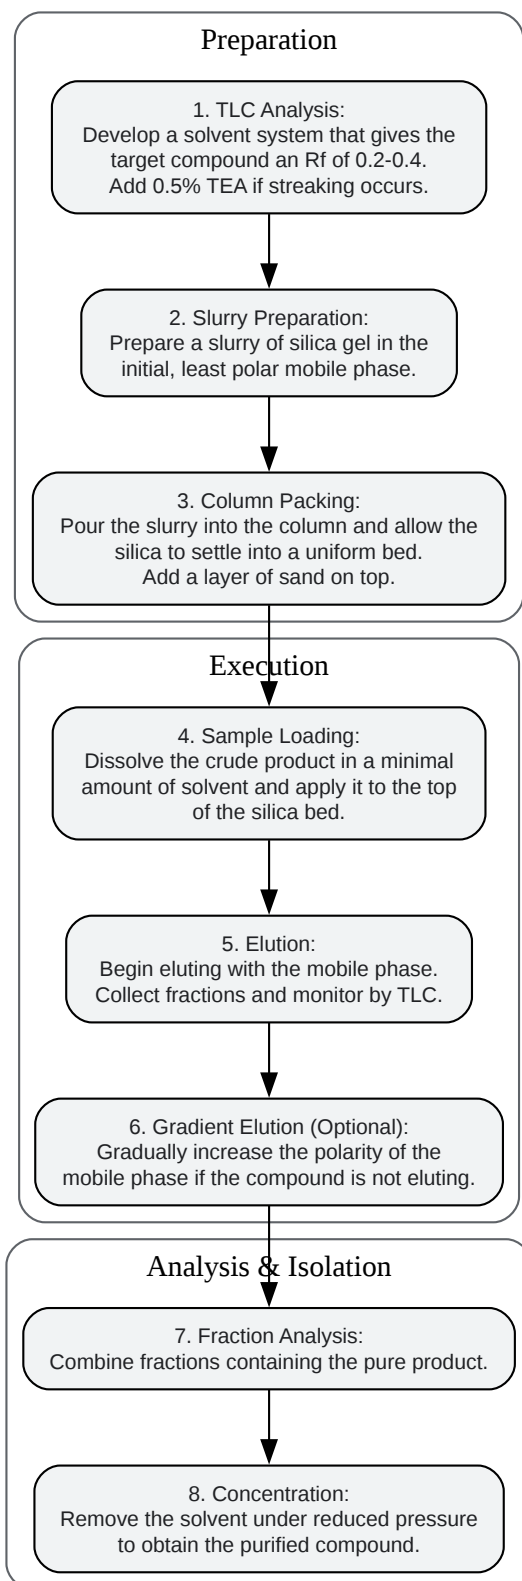 Preparation
1. TLC Analysis:
Develop a solvent system that gives the
target compound an Rf of 0.2-0.4.
Add 0.5% TEA if streaking occurs.
2. Slurry Preparation:
Prepare a slurry of silica gel in the
initial, least polar mobile phase.
3. Column Packing:
Pour the slurry into the column and allow the
silica to settle into a uniform bed.
Add a layer of sand on top.
Execution
4. Sample Loading:
Dissolve the crude product in a minimal
amount of solvent and apply it to the top
of the silica bed.
5. Elution:
Begin eluting with the mobile phase.
Collect fractions and monitor by TLC.
6. Gradient Elution (Optional):
Gradually increase the polarity of the
mobile phase if the compound is not eluting.
Analysis & Isolation
7. Fraction Analysis:
Combine fractions containing the pure product.
8. Concentration:
Remove the solvent under reduced pressure
to obtain the purified compound.